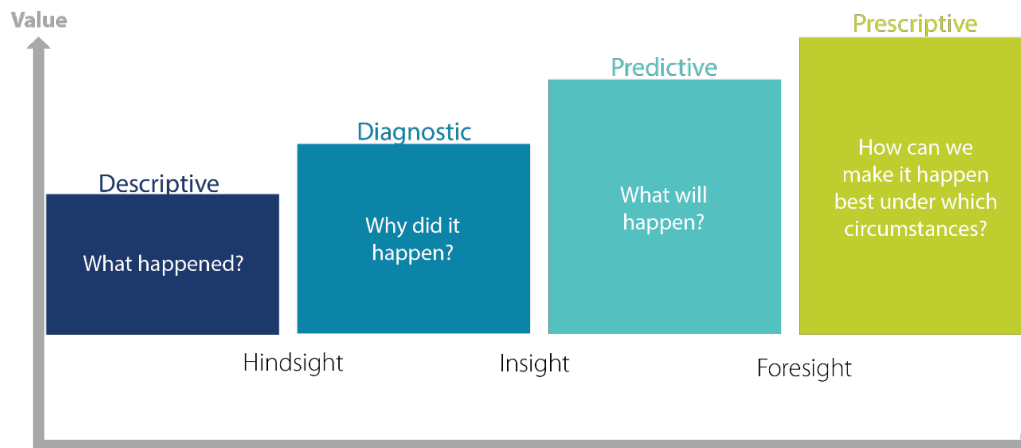 Value
Prescriptive
Predictive
Diagnostic
Descriptive
What happened?
Why did it
happen?
What will
happen?
How can we
make it happen
best under which
circumstances?
Hindsight
Insight
Foresight